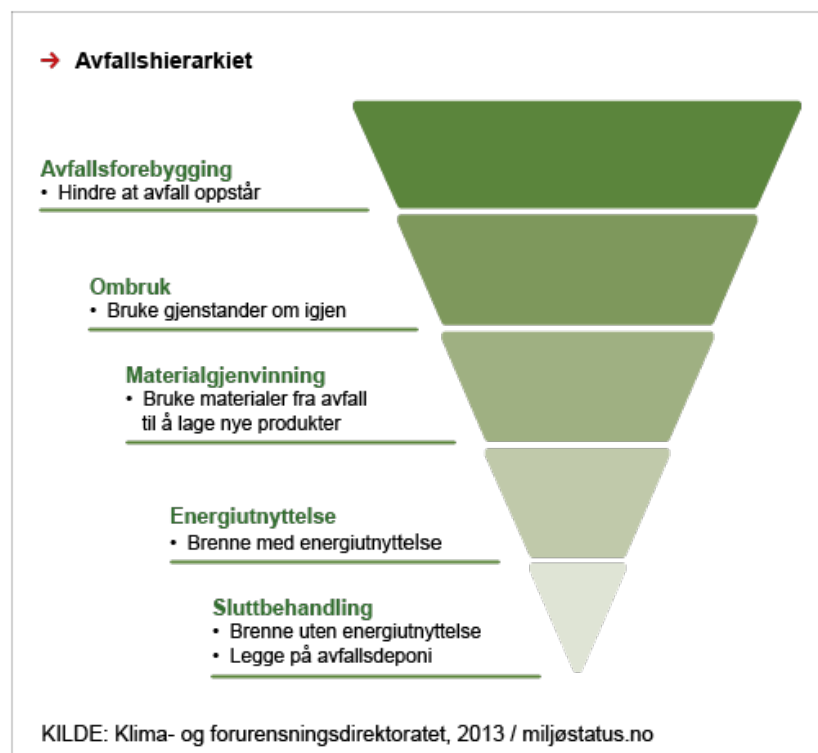 → Avfallshierarkiet
Avfallsforebygging
• Hindre at avfall oppstår
Ombruk
• Bruke gjenstander om igjen
Materialgjenvinning
• Bruke materialer fra avfall
til å lage nye produkter
Energiutnyttelse
• Brenne med energiutnyttelse
Sluttbehandling
• Brenne uten energiutnyttelse
• Legge på avfallsdeponi
KILDE: Klima- og forurensningsdirektoratet, 2013 / miljøstatus.no